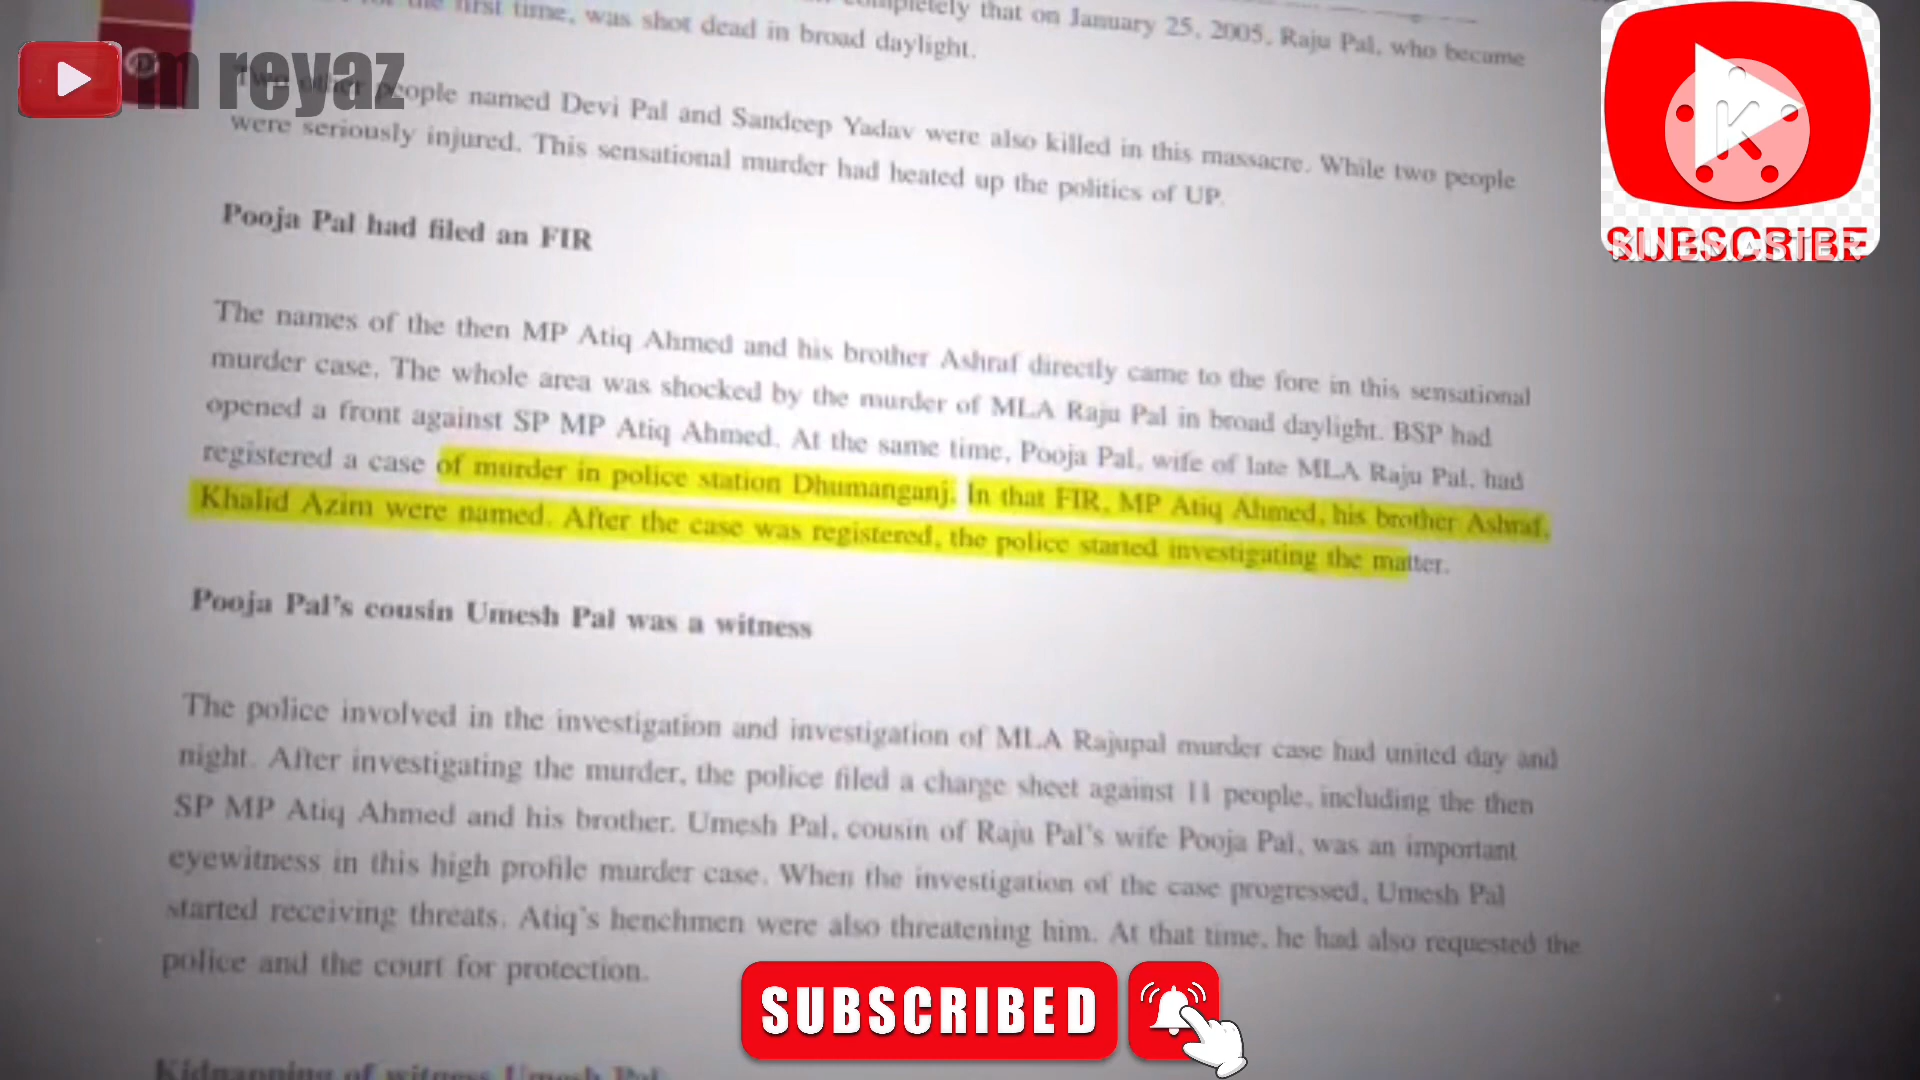 completely that on January 25, 2005, Raju Pal, who became
the first time, was shot dead in broad daylight.
m reyaz
Two other people named Devi Pal and Sandeep Yadav were also killed in this massacre. While two people
were seriously injured. This sensational murder had heated up the politics of UP.
SUBSCRIBE
KINEMASTER
Pooja Pal had filed an FIR
The names of the then MP Atiq Ahmed and his brother Ashraf directly came to the fore in this sensational
murder case. The whole area was shocked by the murder of MLA Raju Pal in broad daylight. BSP had
opened a front against SP MP Atiq Ahmed. At the same time, Pooja Pal, wife of late MLA Raju Pal, had
registered a case of murder in police station Dhumanganj. In that FIR, MP Atiq Ahmed, his brother Ashraf,
Khalid Azim were named. After the case was registered, the police started investigating the matter.
Pooja Pal's cousin Umesh Pal was a witness
The police involved in the investigation and investigation of MLA Rajupal murder case had united day and
night. After investigating the murder, the police filed a charge sheet against 11 people, including the then
SP MP Atiq Ahmed and his brother. Umesh Pal, cousin of Raju Pal's wife Pooja Pal, was an important
eyewitness in this high profile murder case. When the investigation of the case progressed, Umesh Pal
started receiving threats. Atiq's henchmen were also threatening him. At that time, he had also requested the
police and the court for protection.
SUBSCRIBED
Kidnapping of witness Umesh Pal